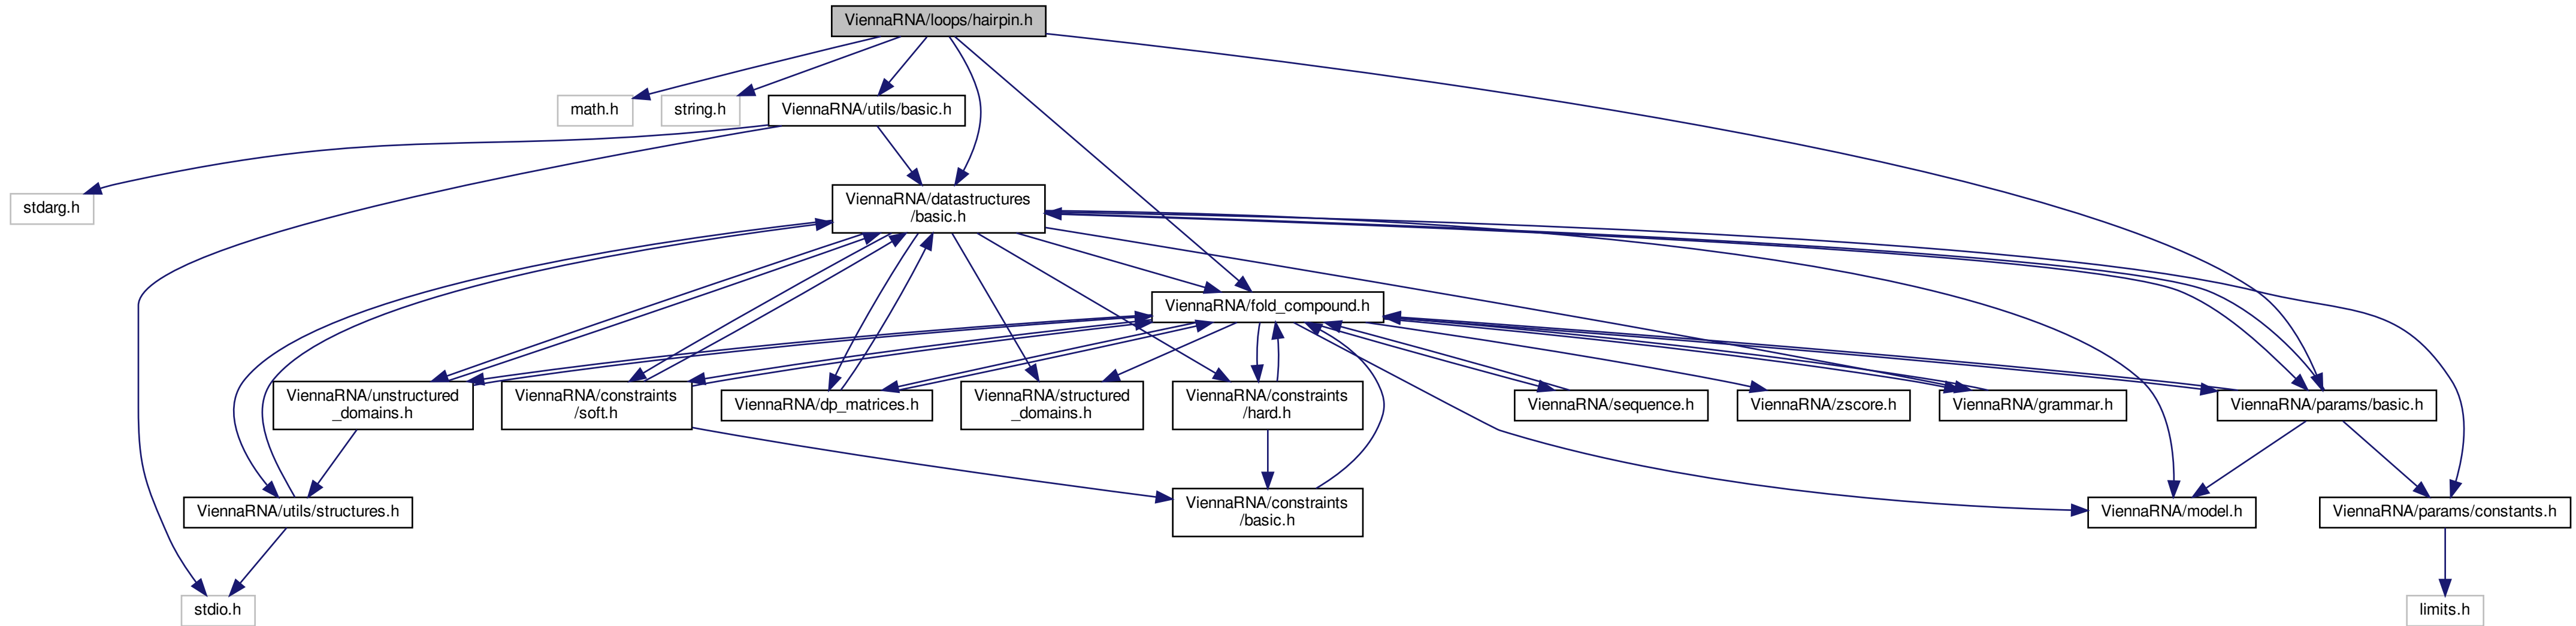 ViennaRNA/loops/hairpin.h
math.h
string.h
ViennaRNA/utils/basic.h
stdarg.h
ViennaRNA/datastructures
/basic.h
ViennaRNA/fold_compound.h
ViennaRNA/unstructured
_domains.h
ViennaRNA/constraints
/soft.h
ViennaRNA/dp_matrices.h
ViennaRNA/structured
_domains.h
ViennaRNA/constraints
/hard.h
ViennaRNA/sequence.h
ViennaRNA/zscore.h
ViennaRNA/grammar.h
ViennaRNA/params/basic.h
ViennaRNA/utils/structures.h
ViennaRNA/constraints
/basic.h
ViennaRNA/model.h
ViennaRNA/params/constants.h
stdio.h
limits.h